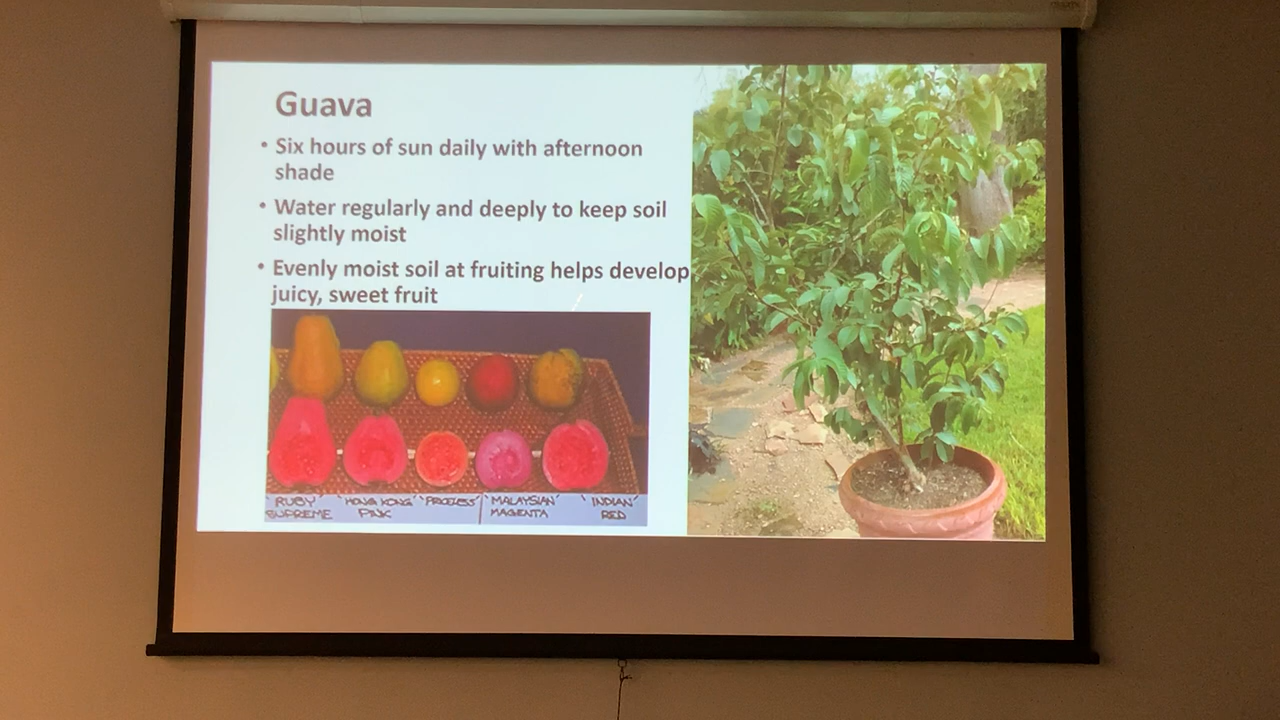 Guava
• Six hours of sun daily with afternoon
shade
• Water regularly and deeply to keep soil
slightly moist
• Evenly moist soil at fruiting helps develop
juicy, sweet fruit
'RUBY SUPREME' 'HONG KONG PINK' 'PRICELESS' 'MALAYSIAN MAGENTA' 'INDIAN RED'